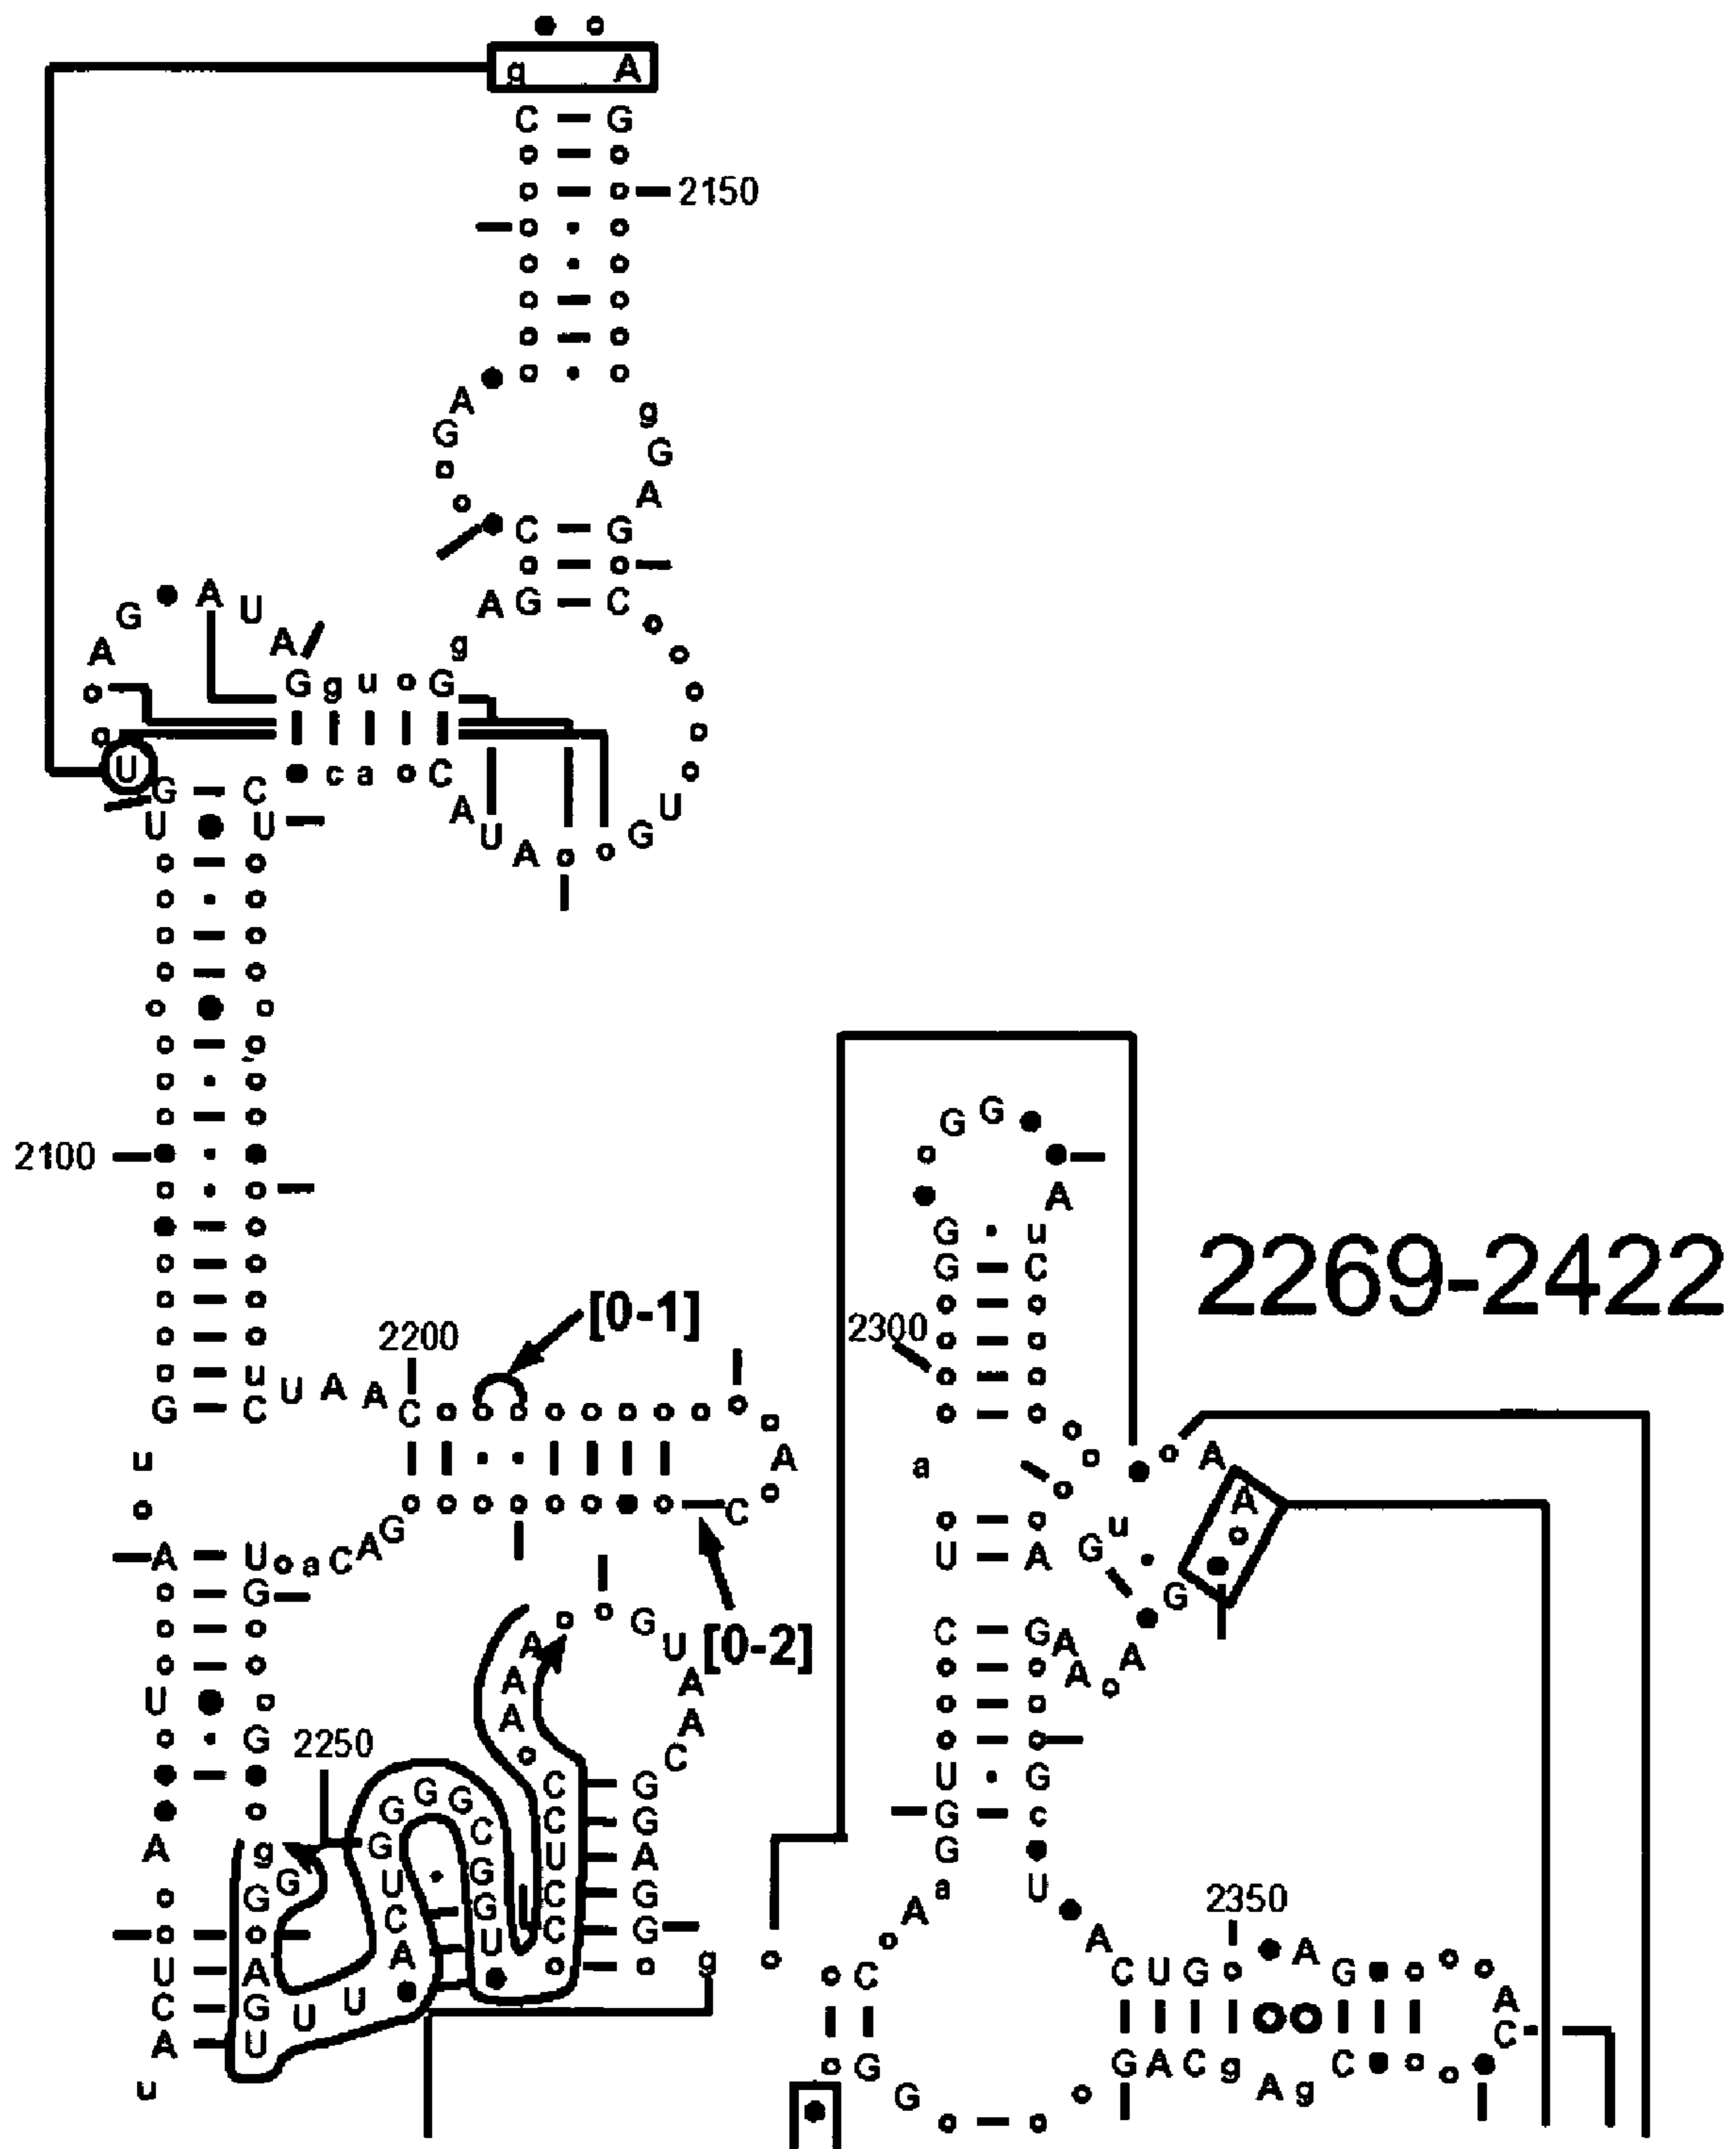 g A
C G
2150
A
G
g
G
A
C G
A G C
g
A G A U A
G g u o G
c a o C
U
G C
U U
A U A o o G U
2100
G G
A
G u
G C
2269-2422
[0-1]
2200
2300
u
G C U A A C
A
C
u
a
A
A
A U o a C A G
G
U A
u
G
G
[0-2]
A
A
A
G
U
A
A
C
C G A
A A
U
G
2250
U G
G c
G
U
a
A
C G
C G
U A
C G
C G
G G G G C G G U
A
g
G
G
A
G
U
U
C
A
u
U C A
U U
g
A
2350
C U G o A G
A
C
G A C g A g C
C
G
G